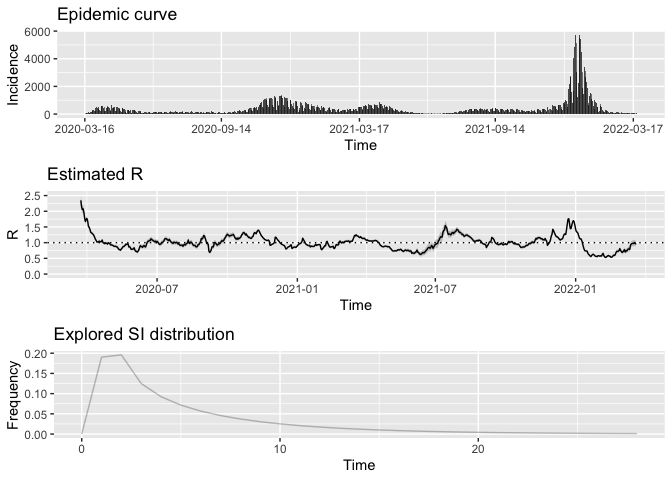 Epidemic curve
6000
4000
2000
0
Incidence
2020-03-16 2020-09-14 2021-03-17 2021-09-14 2022-03-17
Time
Estimated R
2.5
2.0
1.5
1.0
0.5
0.0
R
2020-07 2021-01 2021-07 2022-01
Time
Explored SI distribution
0.20
0.15
0.10
0.05
0.00
Frequency
0 10 20
Time